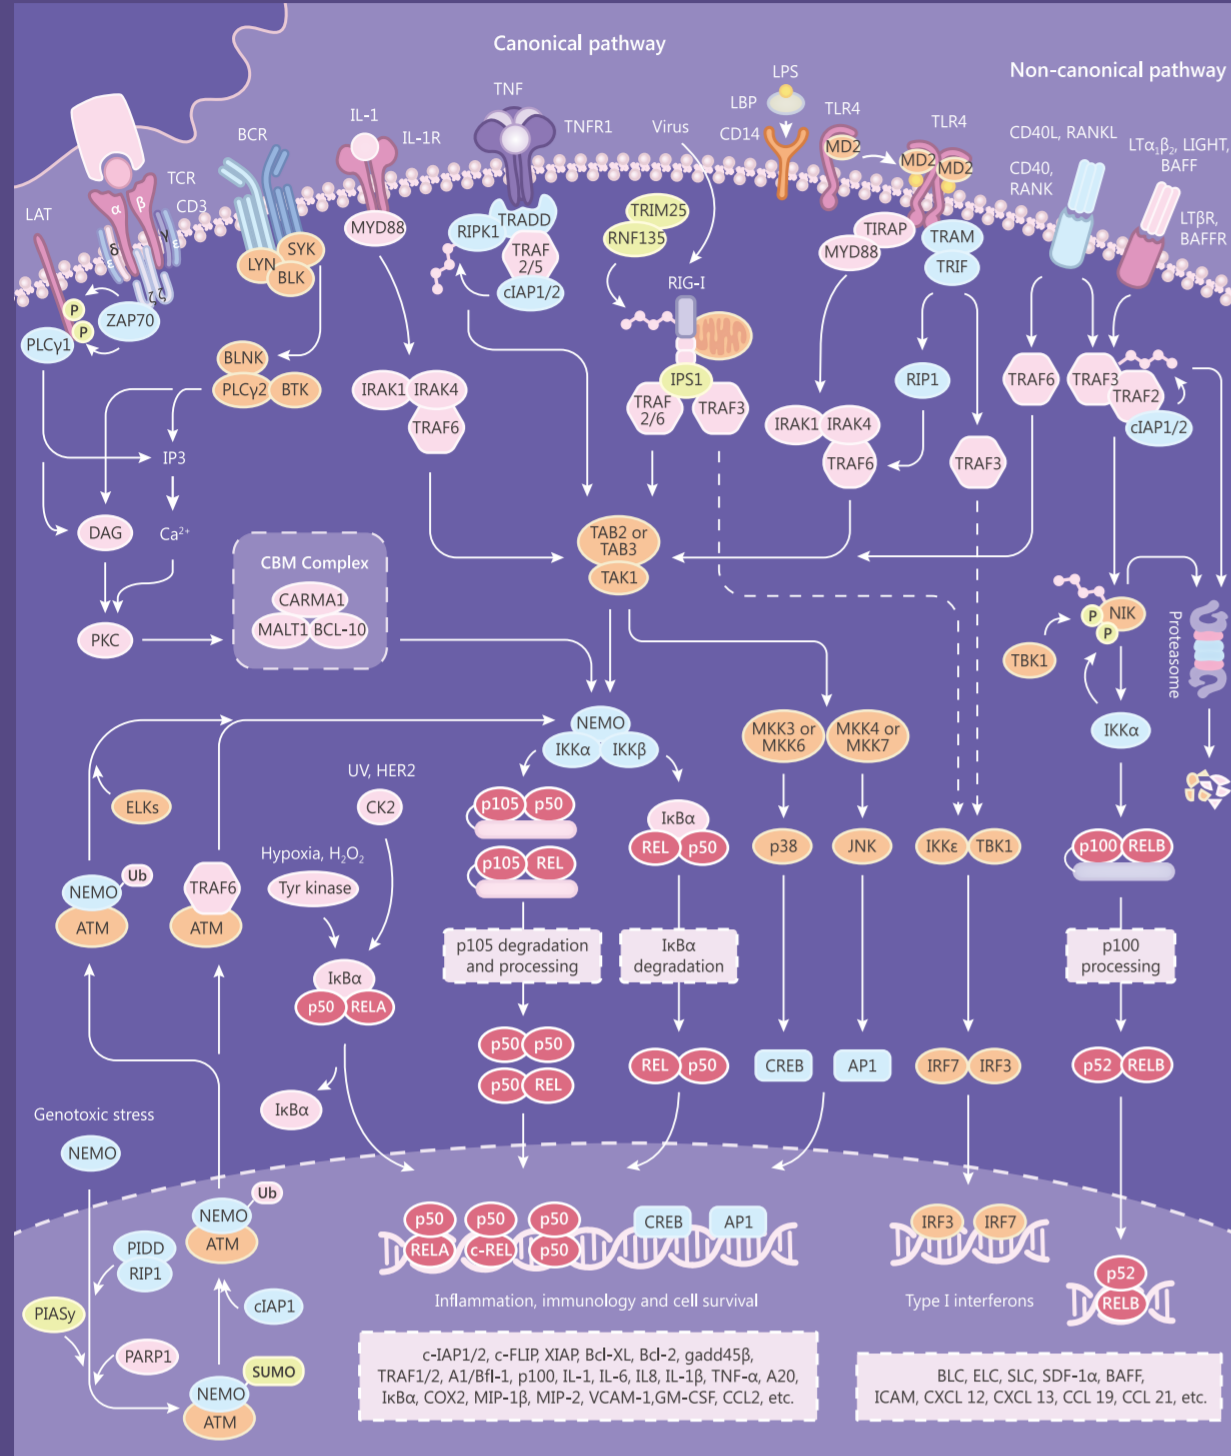 Canonical pathway
Non-canonical pathway
LPS
LBP
CD14
TLR4
MD2
TLR4
MD2
MD2
TNF
TNFR1
Virus
IL-1
IL-1R
BCR
TCR
CD3
LAT
α
β
δ
ε
γ
ε
ζζ
CD40L, RANKL
CD40,
RANK
LTα₁β₂, LIGHT,
BAFF
LTβR,
BAFFR
MYD88
RIPK1
TRADD
TRAF
2/5
cIAP1/2
TRIM25
RNF135
RIG-I
TIRAP
MYD88
TRAM
TRIF
LYN
SYK
BLK
P
P
ZAP70
PLCγ1
BLNK
PLCγ2
BTK
IRAK1
IRAK4
TRAF6
IPS1
TRAF
2/6
TRAF3
RIP1
IRAK1
IRAK4
TRAF6
TRAF3
TRAF6
TRAF3
TRAF2
cIAP1/2
IP3
DAG
Ca²⁺
PKC
CBM Complex
CARMA1
MALT1
BCL-10
TAB2 or
TAB3
TAK1
P
P
NIK
TBK1
Proteasome
IKKα
NEMO
IKKα
IKKβ
MKK3 or
MKK6
MKK4 or
MKK7
ELKs
UV, HER2
CK2
Hypoxia, H₂O₂
Tyr kinase
p105
p50
p105
REL
IκBα
REL
p50
p38
JNK
IKKε
TBK1
p100
RELB
NEMO
Ub
ATM
TRAF6
ATM
IκBα
p50
RELA
p105 degradation
and processing
IκBα
degradation
p100
processing
p50
p50
p50
REL
REL
p50
CREB
AP1
IRF7
IRF3
p52
RELB
IκBα
Genotoxic stress
NEMO
NEMO
Ub
ATM
PIDD
RIP1
PIASy
cIAP1
PARP1
SUMO
NEMO
ATM
p50
p50
p50
RELA
c-REL
p50
CREB
AP1
IRF3
IRF7
p52
RELB
Inflammation, immunology and cell survival
Type I interferons
c-IAP1/2, c-FLIP, XIAP, Bcl-XL, Bcl-2, gadd45β,
TRAF1/2, A1/Bfl-1, p100, IL-1, IL-6, IL8, IL-1β, TNF-α, A20,
IκBα, COX2, MIP-1β, MIP-2, VCAM-1,GM-CSF, CCL2, etc.
BLC, ELC, SLC, SDF-1α, BAFF,
ICAM, CXCL 12, CXCL 13, CCL 19, CCL 21, etc.